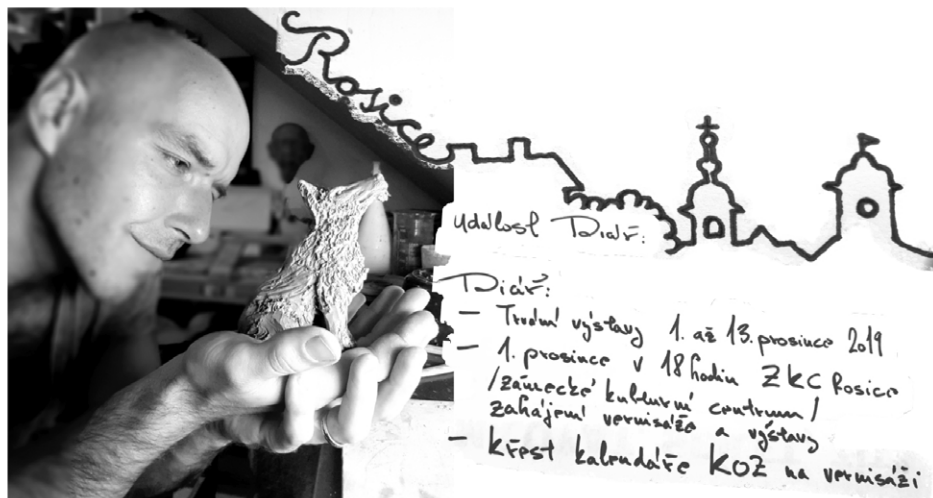 Rosice
událost Diář:
Diář:
– Trvání výstavy 1. až 13. prosince 2019
– 1. prosince v 18 hodin ZKC Rosice
/zámecké kulturní centrum/
zahájení vernisáže a výstavy
– křest kalendáře KOZ na vernisáži